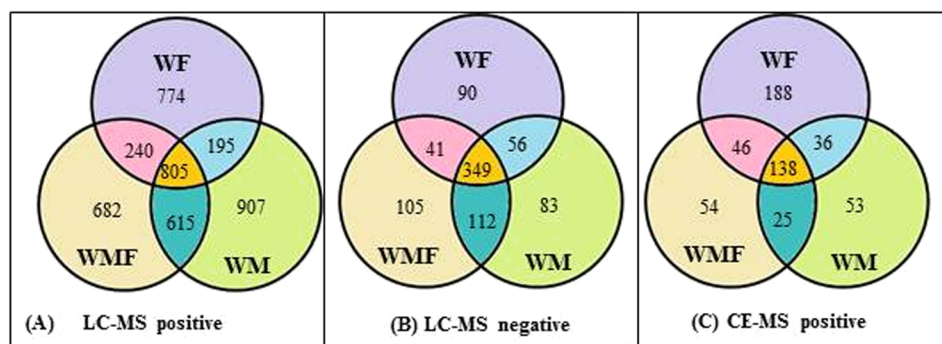 WF
774
240
195
805
682
615
907
WMF
WM
(A) LC-MS positive
WF
90
41
56
349
105
112
83
WMF
WM
(B) LC-MS negative
WF
188
46
36
138
54
25
53
WMF
WM
(C) CE-MS positive